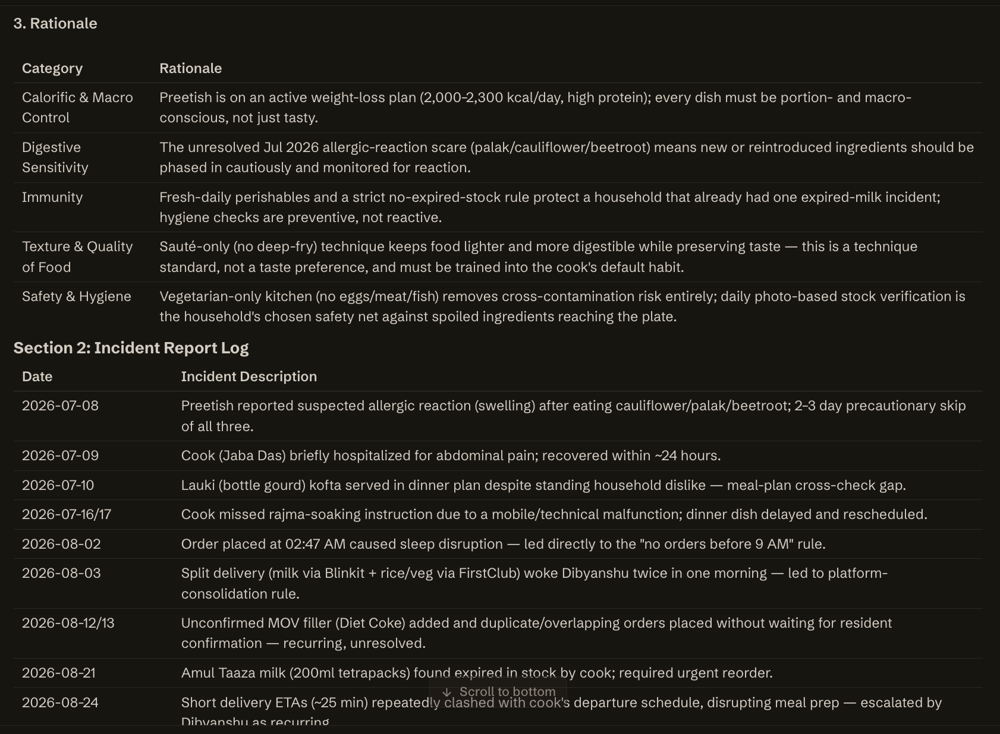 3. Rationale
Category
Rationale
Calorific & Macro
Control
Preetish is on an active weight-loss plan (2,000–2,300 kcal/day, high protein); every dish must be portion- and macro-
conscious, not just tasty.
Digestive
Sensitivity
The unresolved Jul 2026 allergic-reaction scare (palak/cauliflower/beetroot) means new or reintroduced ingredients should be
phased in cautiously and monitored for reaction.
Immunity
Fresh-daily perishables and a strict no-expired-stock rule protect a household that already had one expired-milk incident;
hygiene checks are preventive, not reactive.
Texture & Quality
of Food
Sauté-only (no deep-fry) technique keeps food lighter and more digestible while preserving taste — this is a technique
standard, not a taste preference, and must be trained into the cook's default habit.
Safety & Hygiene
Vegetarian-only kitchen (no eggs/meat/fish) removes cross-contamination risk entirely; daily photo-based stock verification is
the household's chosen safety net against spoiled ingredients reaching the plate.
Section 2: Incident Report Log
Date
Incident Description
2026-07-08
Preetish reported suspected allergic reaction (swelling) after eating cauliflower/palak/beetroot; 2–3 day precautionary skip
of all three.
2026-07-09
Cook (Jaba Das) briefly hospitalized for abdominal pain; recovered within ~24 hours.
2026-07-10
Lauki (bottle gourd) kofta served in dinner plan despite standing household dislike — meal-plan cross-check gap.
2026-07-16/17
Cook missed rajma-soaking instruction due to a mobile/technical malfunction; dinner dish delayed and rescheduled.
2026-08-02
Order placed at 02:47 AM caused sleep disruption — led directly to the "no orders before 9 AM" rule.
2026-08-03
Split delivery (milk via Blinkit + rice/veg via FirstClub) woke Dibyanshu twice in one morning — led to platform-
consolidation rule.
2026-08-12/13
Unconfirmed MOV filler (Diet Coke) added and duplicate/overlapping orders placed without waiting for resident
confirmation — recurring, unresolved.
2026-08-21
Amul Taaza milk (200ml tetrapacks) found expired in stock by cook; required urgent reorder.
↓ Scroll to bottom
2026-08-24
Short delivery ETAs (~25 min) repeatedly clashed with cook's departure schedule, disrupting meal prep — escalated by
Dibyanshu as recurring